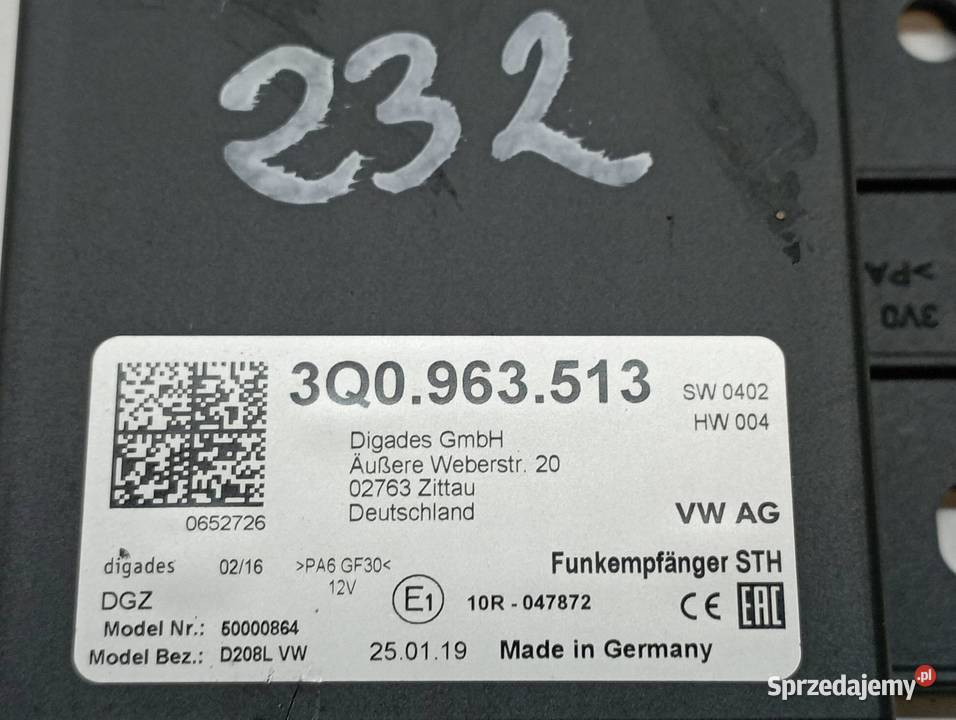 232
3Q0.963.513
SW 0402
HW 004
Digades GmbH
Äußere Weberstr. 20
02763 Zittau
Deutschland
VW AG
0652726
Funkempfänger STH
digades 02/16 >PA6 GF30<
12V
DGZ
E1 10R - 047872 CE EAC
Model Nr.: 50000864
Model Bez.: D208L VW 25.01.19 Made in Germany
>PA
3V0
Sprzedajemy.pl